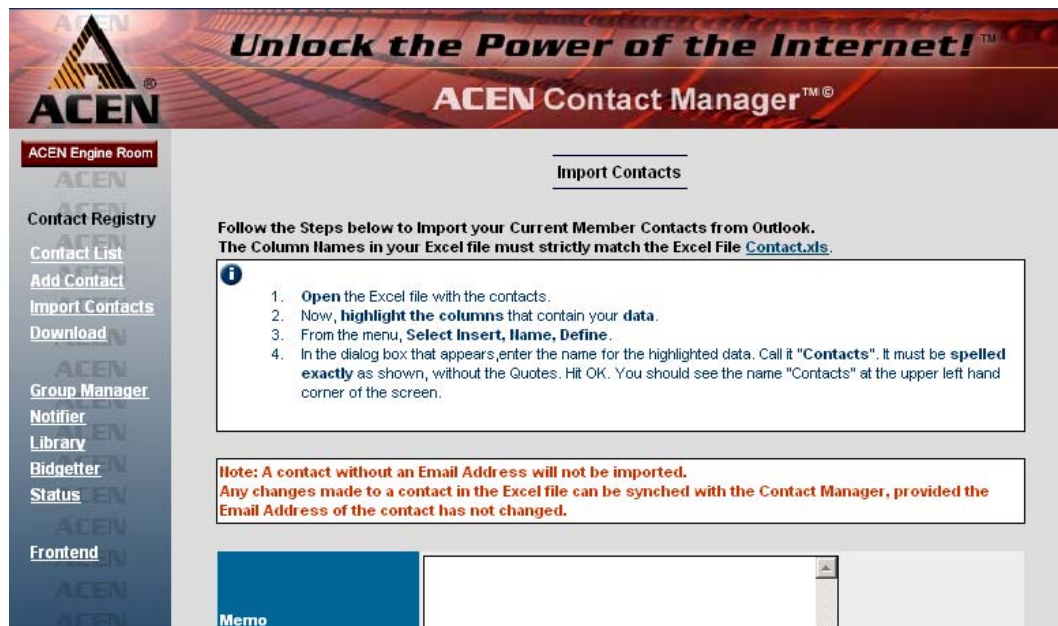 ACEN
Unlock the Power of the Internet! ™
®
ACEN
ACEN Contact Manager™©
ACEN Engine Room
ACEN
Import Contacts
Contact Registry
Follow the Steps below to Import your Current Member Contacts from Outlook.
The Column Names in your Excel file must strictly match the Excel File Contact.xls.
Contact List
Add Contact
Import Contacts
Download
1. Open the Excel file with the contacts.
2. Now, highlight the columns that contain your data.
3. From the menu, Select Insert, Name, Define.
4. In the dialog box that appears,enter the name for the highlighted data. Call it "Contacts". It must be spelled
exactly as shown, without the Quotes. Hit OK. You should see the name "Contacts" at the upper left hand
corner of the screen.
ACEN
Group Manager
Notifier
Library
Bidgetter
Status
Note: A contact without an Email Address will not be imported.
Any changes made to a contact in the Excel file can be synched with the Contact Manager, provided the
Email Address of the contact has not changed.
ACEN
Frontend
ACEN
Memo